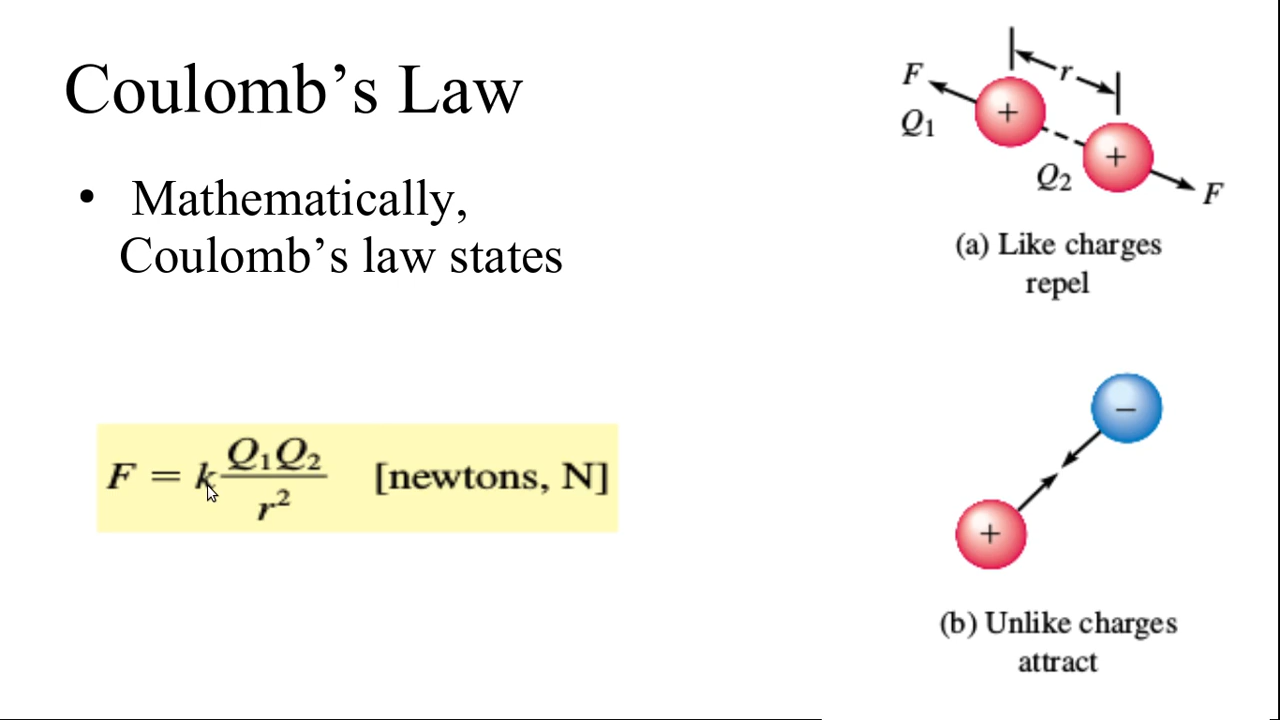 Coulomb’s Law
• Mathematically,
Coulomb’s law states
F = k Q₁Q₂ / r² [newtons, N]
F
r
Q₁
+
+
Q₂
F
(a) Like charges
repel
−
+
(b) Unlike charges
attract